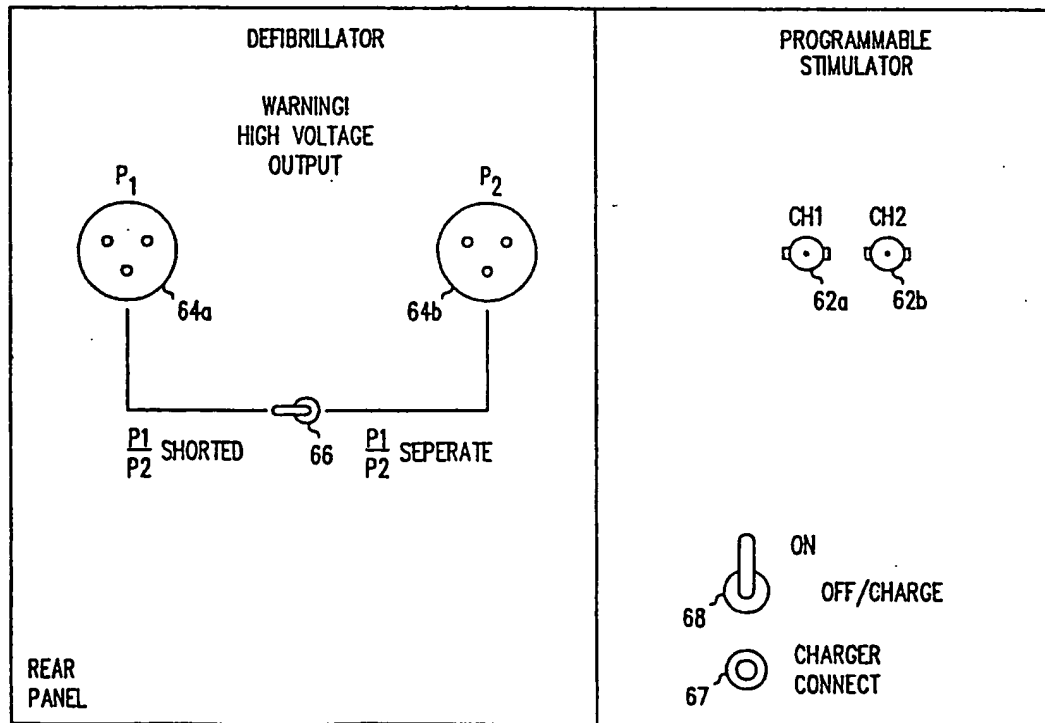 DEFIBRILLATOR
WARNING!
HIGH VOLTAGE
OUTPUT
P1
P2
64a
64b
P1
P2 SHORTED
66
P1
P2 SEPERATE
REAR
PANEL
PROGRAMMABLE
STIMULATOR
CH1 CH2
62a 62b
ON
OFF/CHARGE
68
67
CHARGER
CONNECT